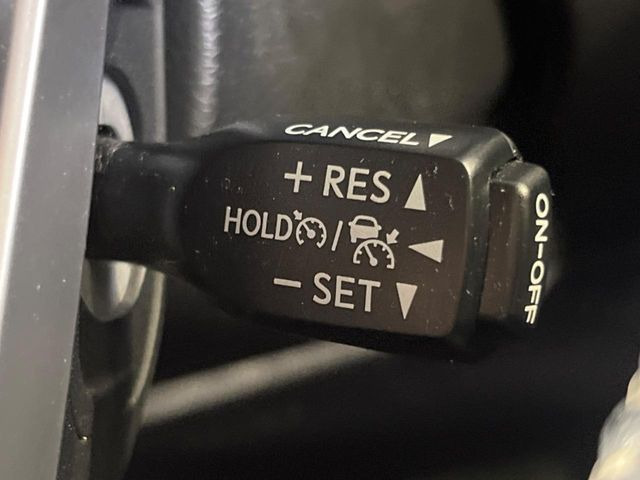 CANCEL▼
+ RES ▲
HOLD / ◀
- SET ▼
ON-OFF